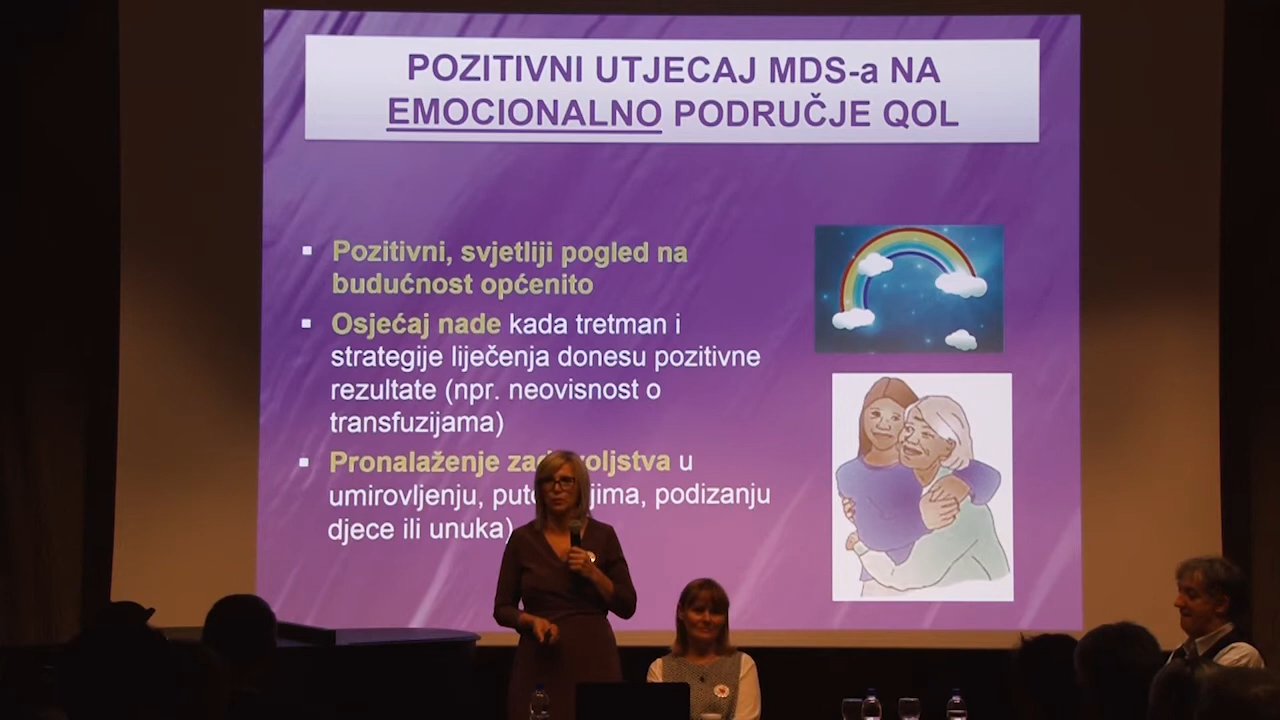 POZITIVNI UTJECAJ MDS-a NA
EMOCIONALNO PODRUČJE QOL
Pozitivni, svjetliji pogled na
budućnost općenito
Osjećaj nade kada tretman i
strategije liječenja donesu pozitivne
rezultate (npr. neovisnost o
transfuzijama)
Pronalaženje u
umirovljenju, podizanju
djece ili unuka)